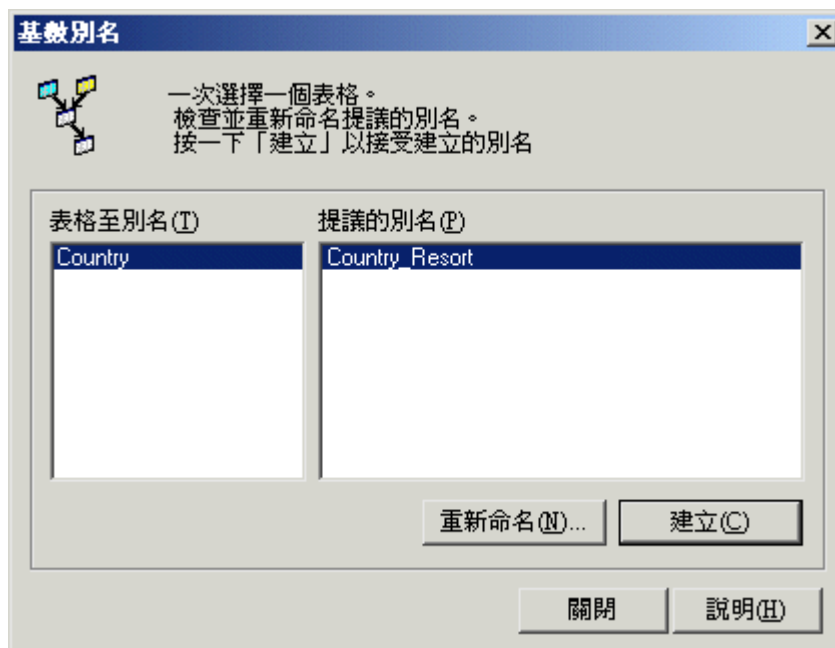 基數別名
一次選擇一個表格。
檢查並重新命名提議的別名。
按一下「建立」以接受建立的別名
表格至別名(T)
提議的別名(P)
Country
Country_Resort
重新命名(N)...
建立(C)
關閉
說明(H)